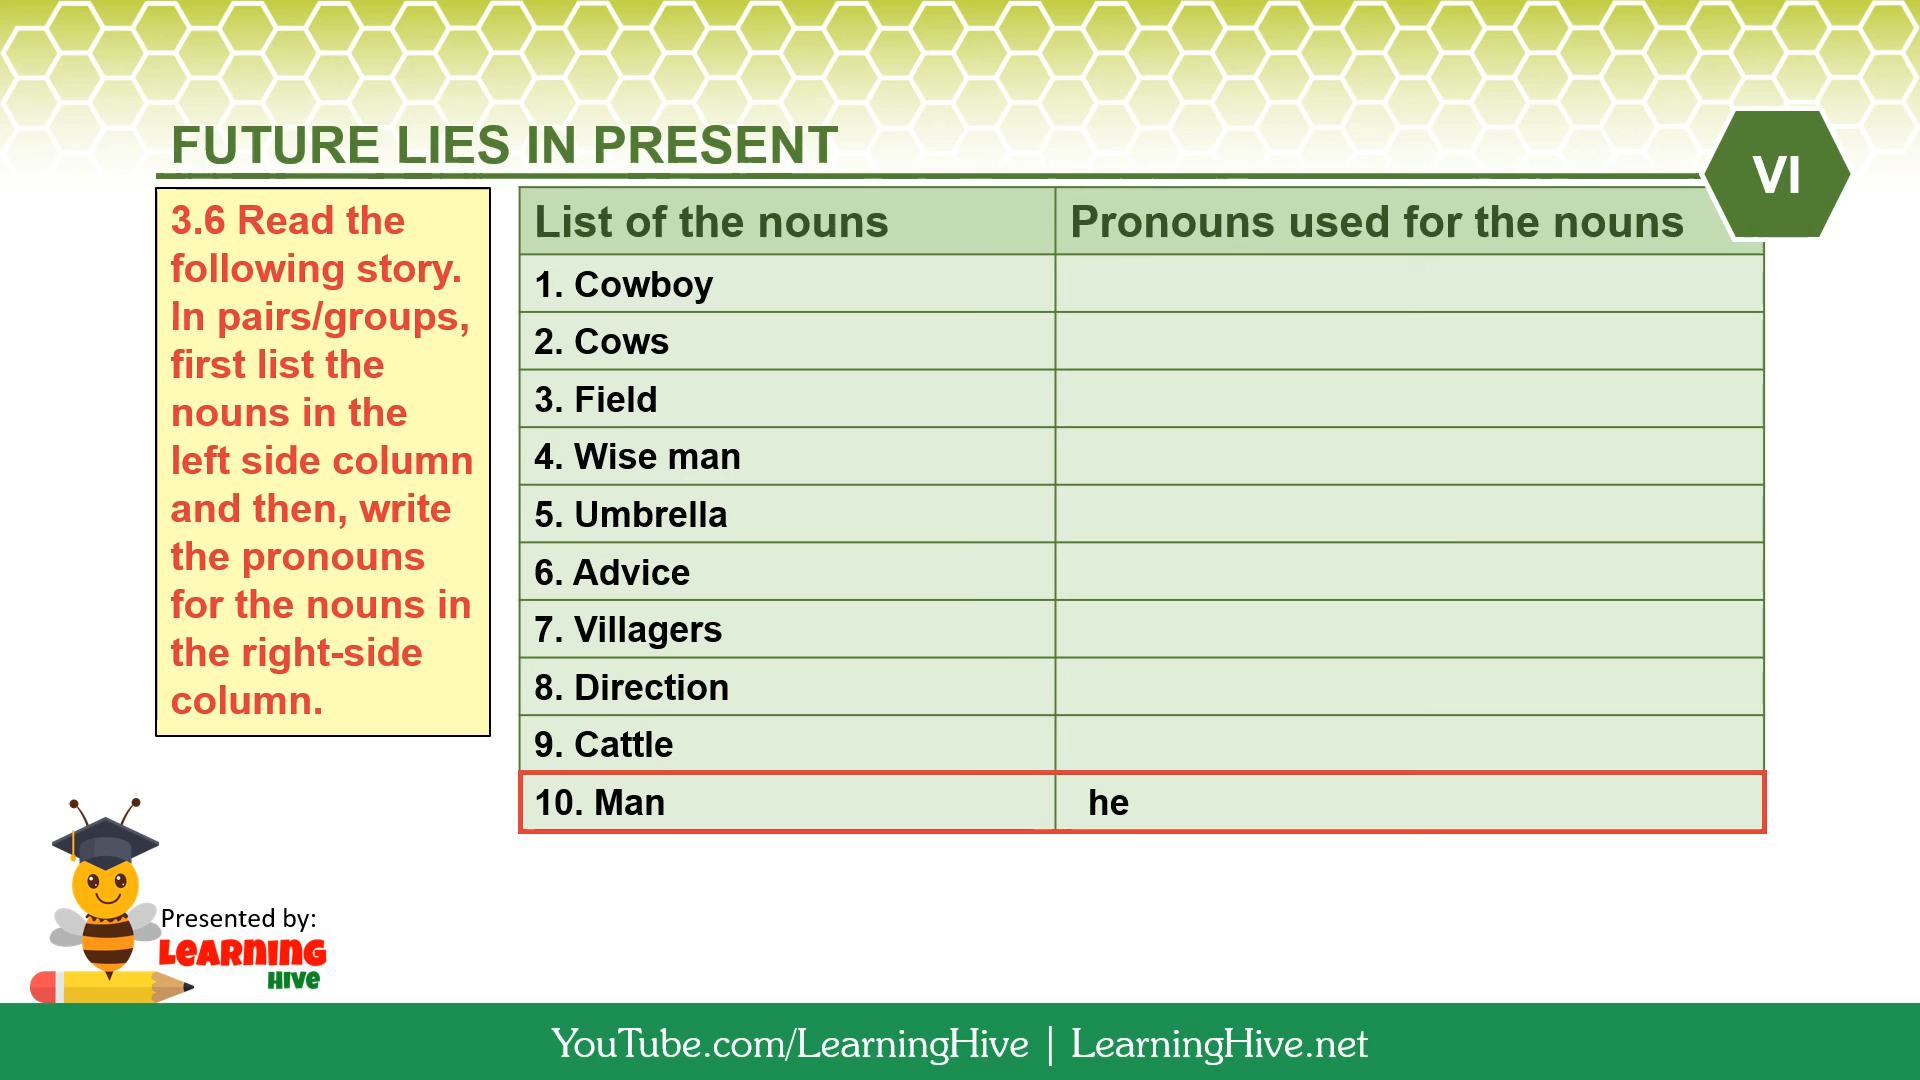 FUTURE LIES IN PRESENT
VI
3.6 Read the
following story.
In pairs/groups,
first list the
nouns in the
left side column
and then, write
the pronouns
for the nouns in
the right-side
column.
List of the nouns
Pronouns used for the nouns
1. Cowboy
2. Cows
3. Field
4. Wise man
5. Umbrella
6. Advice
7. Villagers
8. Direction
9. Cattle
10. Man
he
Presented by:
LEARNING
HIVE
YouTube.com/LearningHive | LearningHive.net